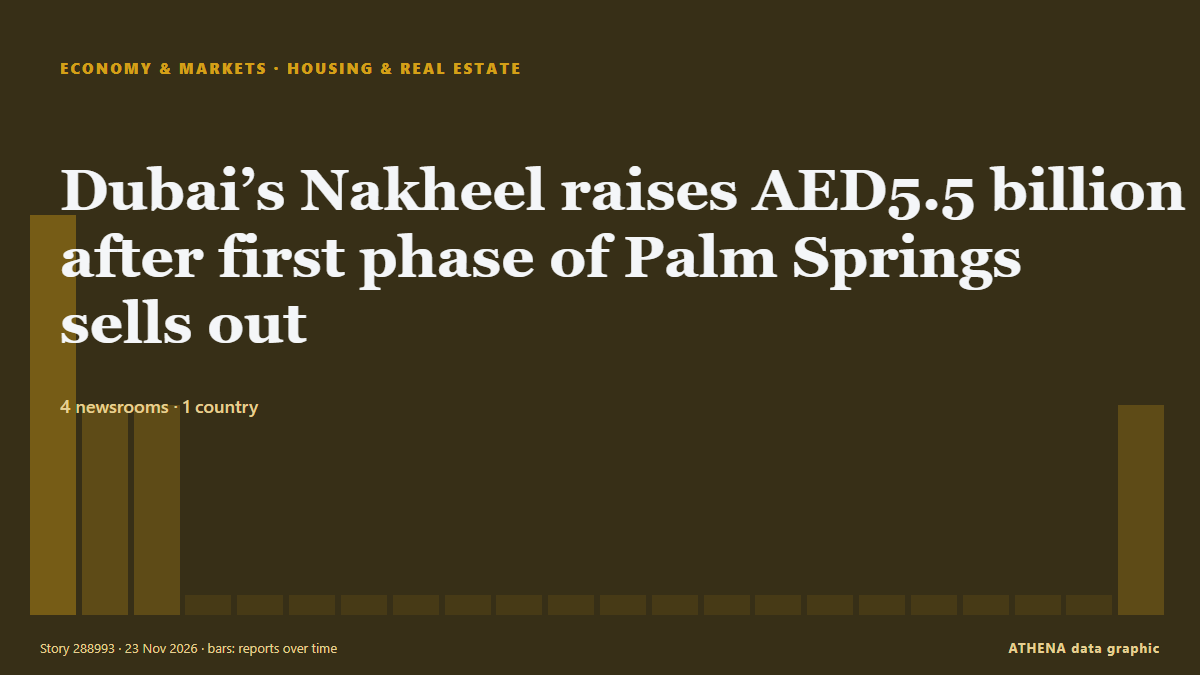 ECONOMY & MARKETS · HOUSING & REAL ESTATE
Dubai’s Nakheel raises AED5.5 billion
after first phase of Palm Springs
sells out
4 newsrooms · 1 country
Story 288993 · 23 Nov 2026 · bars: reports over time
ATHENA data graphic